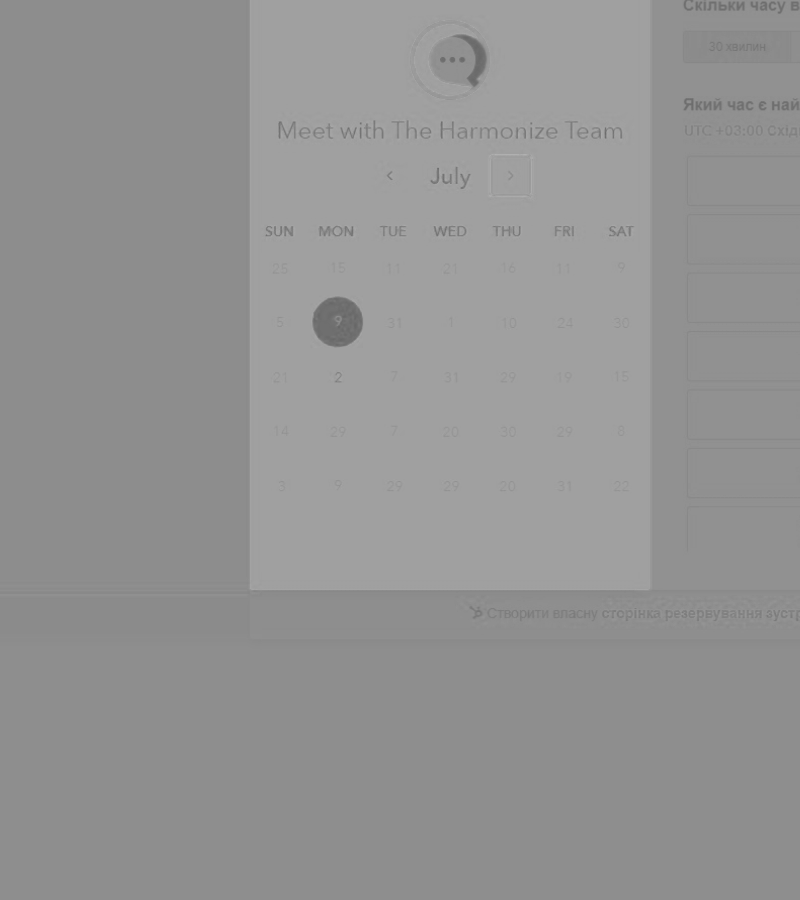 Meet with The Harmonize Team
July
SUN MON TUE WED THU FRI SAT
25 15 11 21 16 11 9
5 9 31 1 10 24 30
21 2 7 31 29 19 15
14 29 7 20 30 29 8
3 9 29 29 20 31 22
Скільки часу в
30 хвилин
Який час є най
UTC +03:00 Східн
Створити власну сторінка резервування